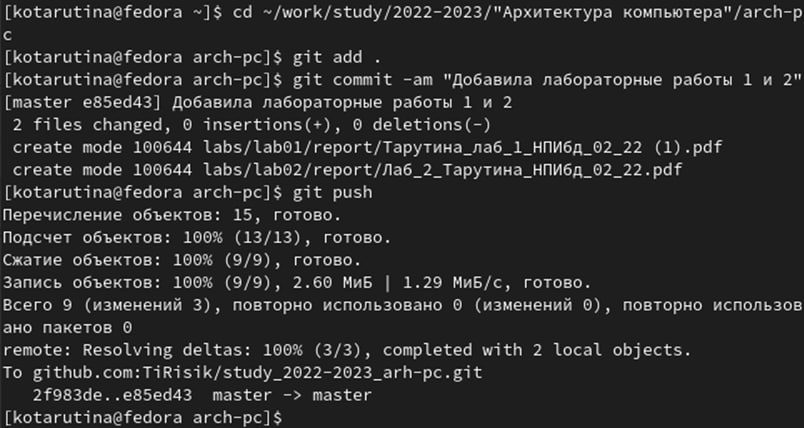 [kotarutina@fedora ~]$ cd ~/work/study/2022-2023/"Архитектура компьютера"/arch-p
c
[kotarutina@fedora arch-pc]$ git add .
[kotarutina@fedora arch-pc]$ git commit -am "Добавила лабораторные работы 1 и 2"
[master e85ed43] Добавила лабораторные работы 1 и 2
 2 files changed, 0 insertions(+), 0 deletions(-)
 create mode 100644 labs/lab01/report/Тарутина_лаб_1_НПИбд_02_22 (1).pdf
 create mode 100644 labs/lab02/report/Лаб_2_Тарутина_НПИбд_02_22.pdf
[kotarutina@fedora arch-pc]$ git push
Перечисление объектов: 15, готово.
Подсчет объектов: 100% (13/13), готово.
Сжатие объектов: 100% (9/9), готово.
Запись объектов: 100% (9/9), 2.60 МиБ | 1.29 МиБ/с, готово.
Всего 9 (изменений 3), повторно использовано 0 (изменений 0), повторно использов
ано пакетов 0
remote: Resolving deltas: 100% (3/3), completed with 2 local objects.
To github.com:TiRisik/study_2022-2023_arh-pc.git
   2f983de..e85ed43  master -> master
[kotarutina@fedora arch-pc]$